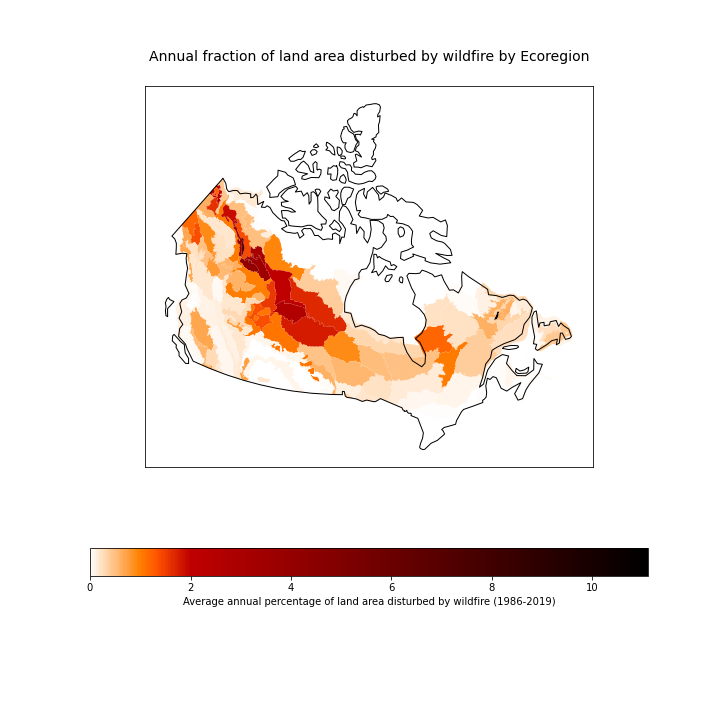 Annual fraction of land area disturbed by wildfire by Ecoregion
0 2 4 6 8 10
Average annual percentage of land area disturbed by wildfire (1986-2019)